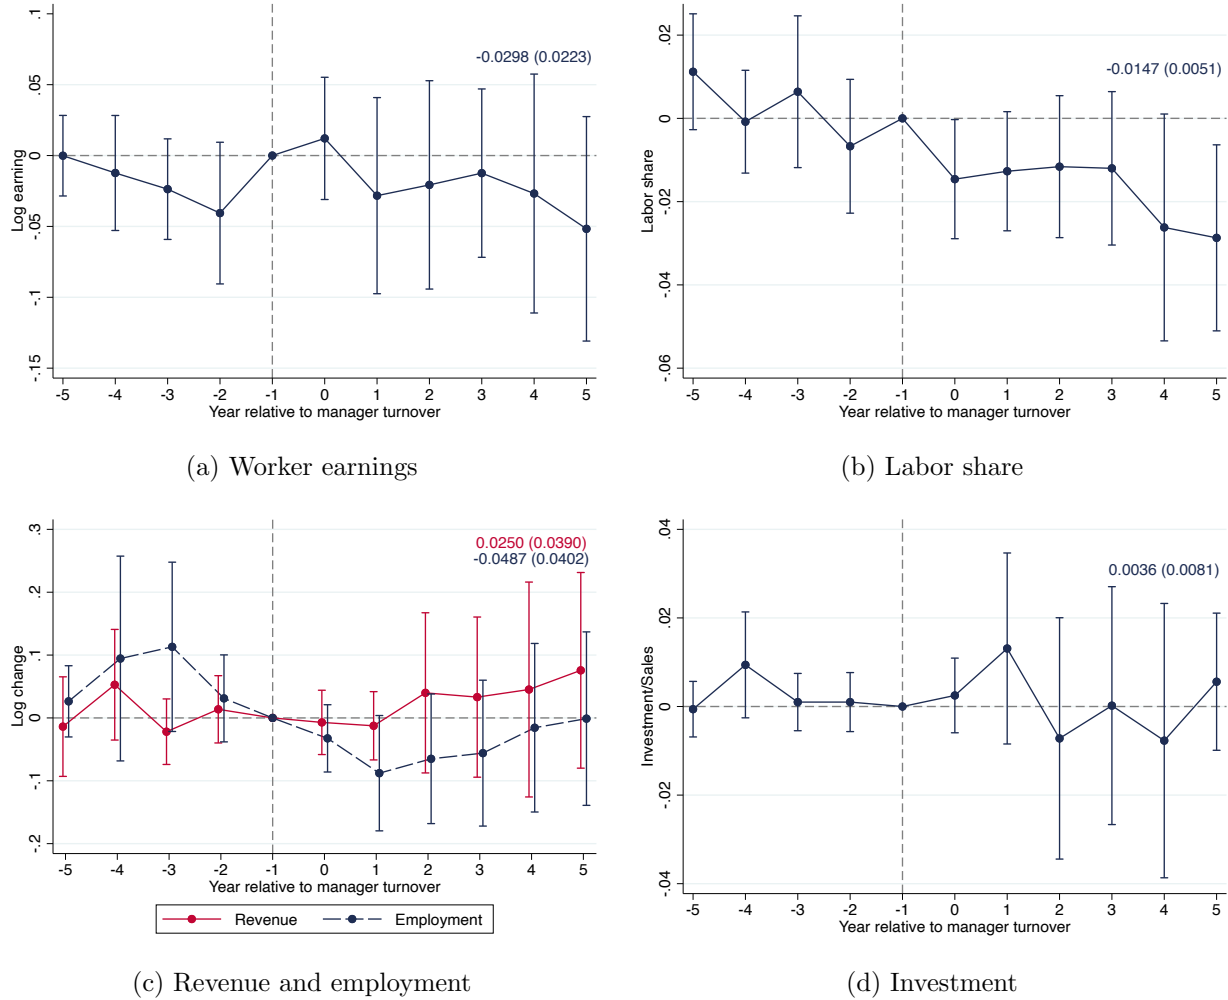 .1
.05
0
-.05
-.1
-.15
Log earning
-0.0298 (0.0223)
-5 -4 -3 -2 -1 0 1 2 3 4 5
Year relative to manager turnover
(a) Worker earnings
.02
0
-.02
-.04
-.06
Labor share
-0.0147 (0.0051)
-5 -4 -3 -2 -1 0 1 2 3 4 5
Year relative to manager turnover
(b) Labor share
.3
.2
.1
0
-.1
-.2
Log change
0.0250 (0.0390)
-0.0487 (0.0402)
-5 -4 -3 -2 -1 0 1 2 3 4 5
Year relative to manager turnover
Revenue Employment
(c) Revenue and employment
.04
.02
0
-.02
-.04
Investment/Sales
0.0036 (0.0081)
-5 -4 -3 -2 -1 0 1 2 3 4 5
Year relative to manager turnover
(d) Investment